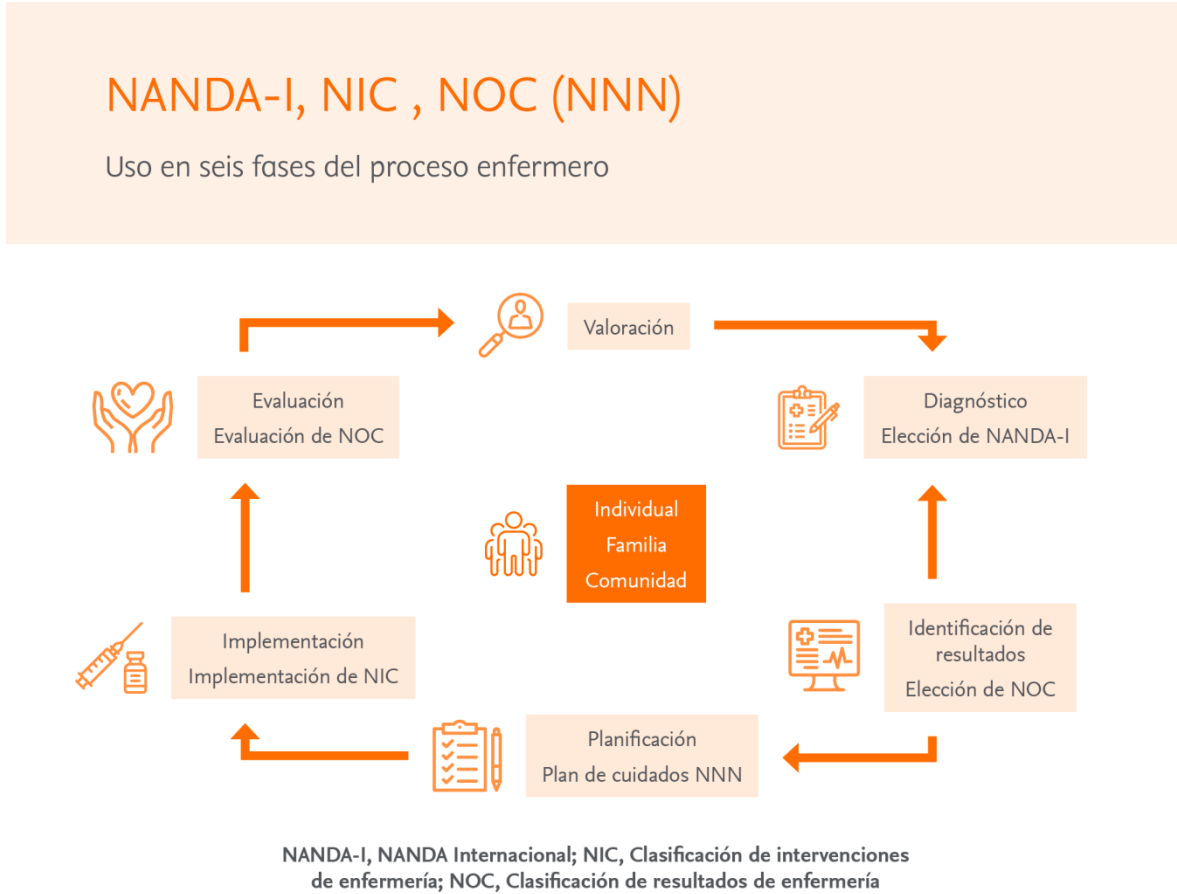 NANDA-I, NIC , NOC (NNN)
Uso en seis fases del proceso enfermero
Valoración
Diagnóstico
Elección de NANDA-I
Identificación de
resultados
Elección de NOC
Planificación
Plan de cuidados NNN
Implementación
Implementación de NIC
Evaluación
Evaluación de NOC
Individual
Familia
Comunidad
NANDA-I, NANDA Internacional; NIC, Clasificación de intervenciones
de enfermería; NOC, Clasificación de resultados de enfermería